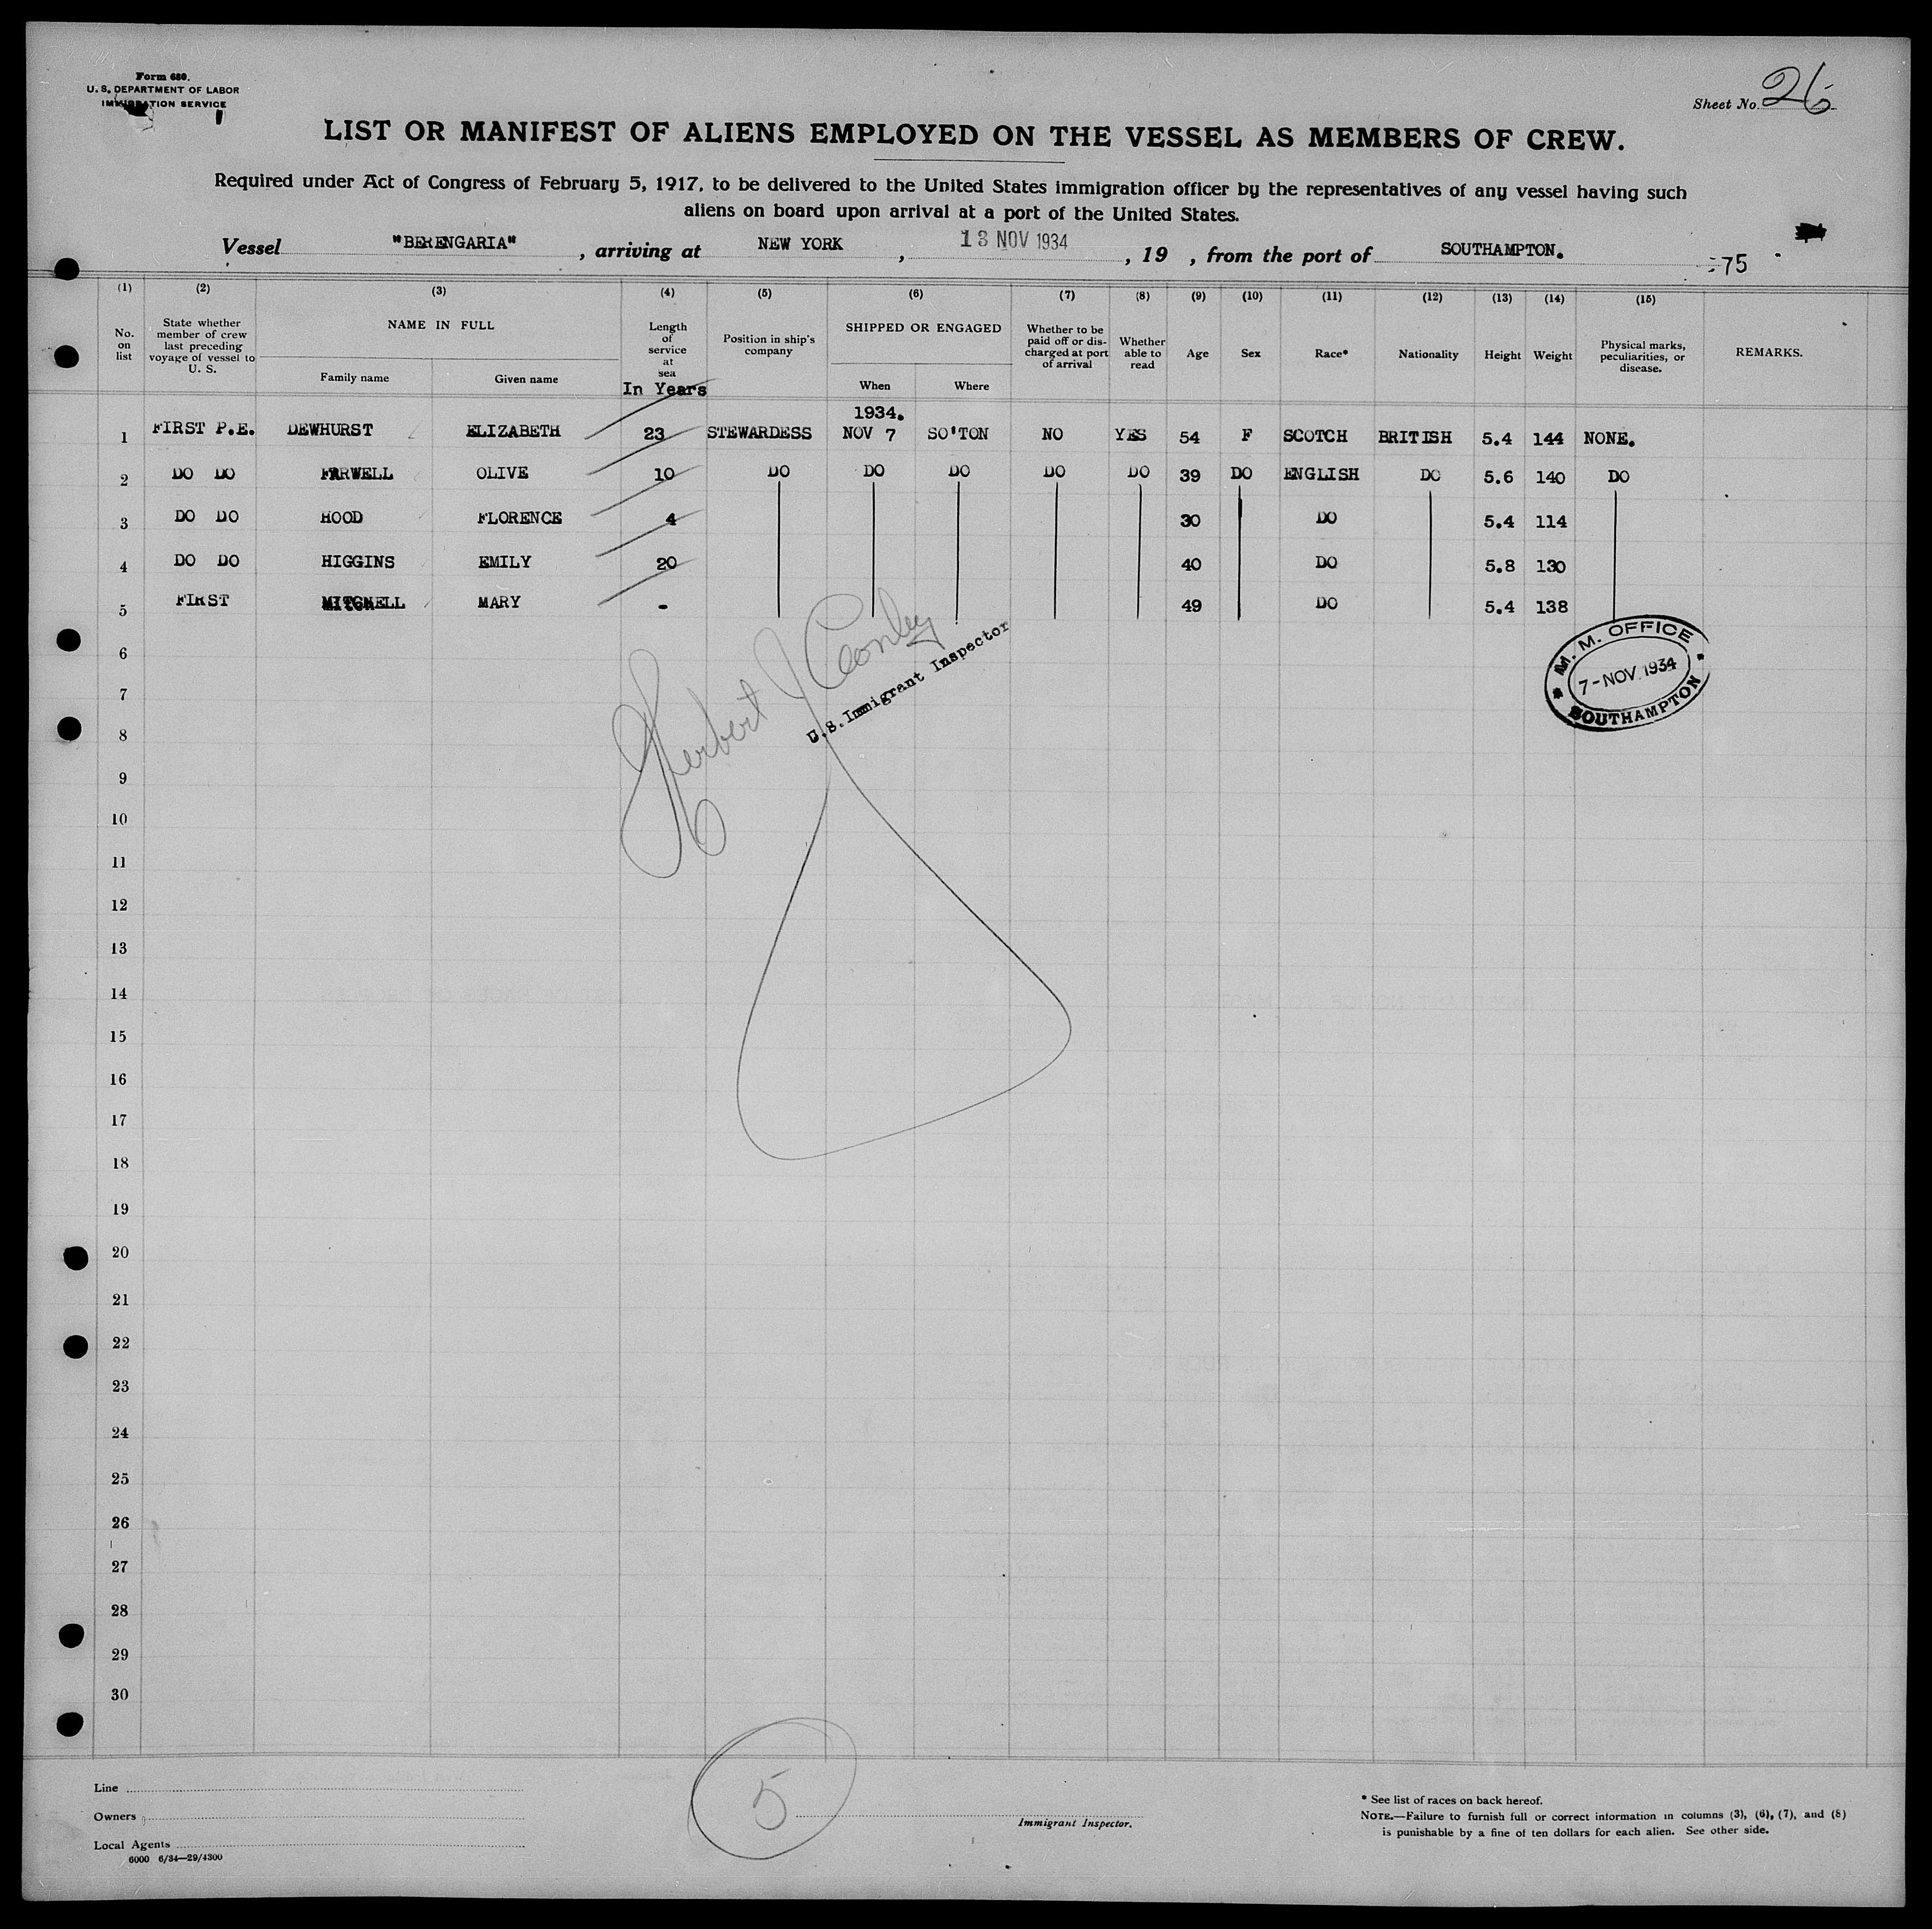 Form 680.
U. S. DEPARTMENT OF LABOR
IMMIGRATION SERVICE
Sheet No. 26
LIST OR MANIFEST OF ALIENS EMPLOYED ON THE VESSEL AS MEMBERS OF CREW.
Required under Act of Congress of February 5, 1917, to be delivered to the United States immigration officer by the representatives of any vessel having such
aliens on board upon arrival at a port of the United States.
Vessel "BERENGARIA", arriving at NEW YORK, 13 NOV 1934, 19 , from the port of SOUTHAMPTON.
75
(1) (2) (3) (4) (5) (6) (7) (8) (9) (10) (11) (12) (13) (14) (15)
No. on list
State whether member of crew last preceding voyage of vessel to U. S.
NAME IN FULL
Family name
Given name
Length of service at sea
In Years
Position in ship's company
SHIPPED OR ENGAGED
When
Where
Whether to be paid off or dis-charged at port of arrival
Whether able to read
Age
Sex
Race*
Nationality
Height
Weight
Physical marks, peculiarities, or disease.
REMARKS.
1934.
1 FIRST P.E. DEWHURST ELIZABETH 23 STEWARDESS NOV 7 SO'TON NO YES 54 F SCOTCH BRITISH 5.4 144 NONE.
2 DO DO FARWELL OLIVE 10 DO DO DO DO DO 39 DO ENGLISH DO 5.6 140 DO
3 DO DO HOOD FLORENCE 4 30 DO 5.4 114
4 DO DO HIGGINS EMILY 20 40 DO 5.8 130
5 FIRST MITCHELL MARY - 49 DO 5.4 138
6
7
8
9
10
11
12
13
14
15
16
17
18
19
20
21
22
23
24
25
26
27
28
29
30
Herbert J Coonley
U.S. Immigrant Inspector
M. M. OFFICE
7-NOV.1934
SOUTHAMPTON
5
Line
Owners
Local Agents
6000 6/34—29/4300
Immigrant Inspector.
* See list of races on back hereof.
NOTE.—Failure to furnish full or correct information in columns (3), (6), (7), and (8)
is punishable by a fine of ten dollars for each alien. See other side.